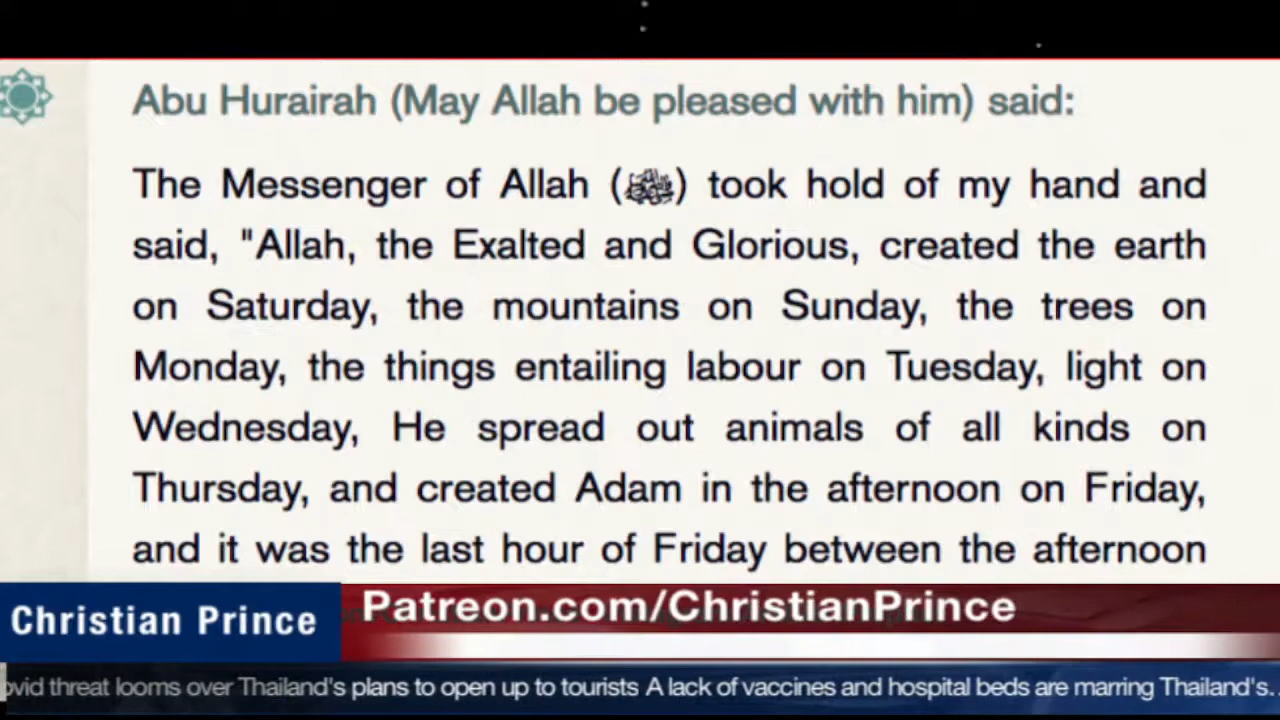 Abu Hurairah (May Allah be pleased with him) said:
The Messenger of Allah (ﷺ) took hold of my hand and
said, "Allah, the Exalted and Glorious, created the earth
on Saturday, the mountains on Sunday, the trees on
Monday, the things entailing labour on Tuesday, light on
Wednesday, He spread out animals of all kinds on
Thursday, and created Adam in the afternoon on Friday,
and it was the last hour of Friday between the afternoon
Christian Prince
Patreon.com/ChristianPrince
ovid threat looms over Thailand's plans to open up to tourists A lack of vaccines and hospital beds are marring Thailand's...